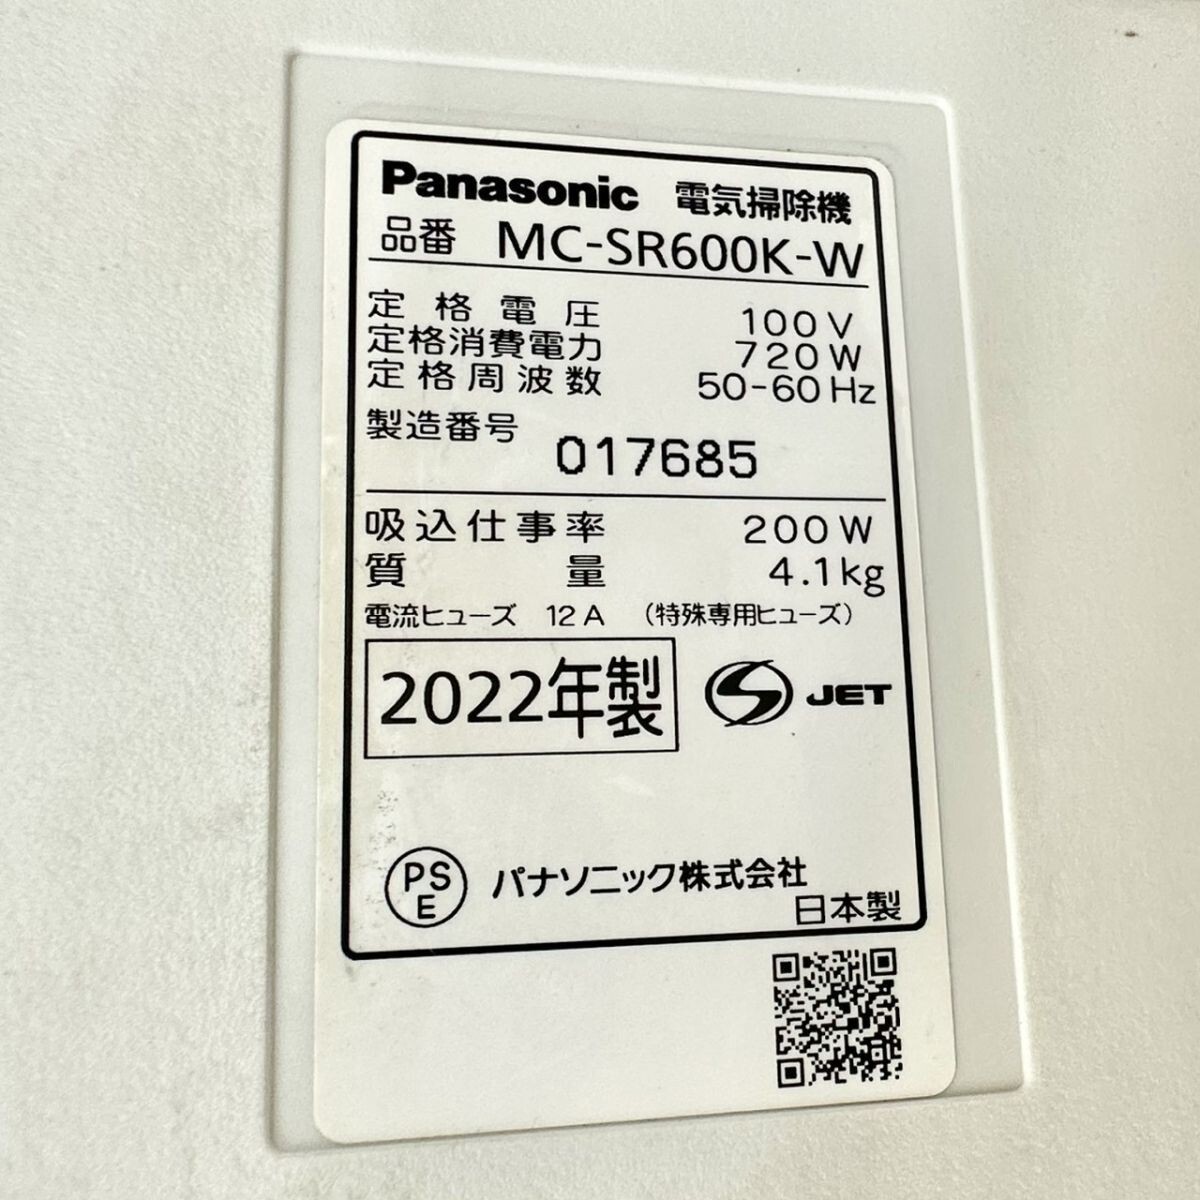 Panasonic 電気掃除機
品番 MC-SR600K-W
定格電圧 100V
定格消費電力 720W
定格周波数 50-60Hz
製造番号 017685
吸込仕事率 200W
質量 4.1kg
電流ヒューズ 12A (特殊専用ヒューズ)
2022年製 S JET
PSE パナソニック株式会社
日本製